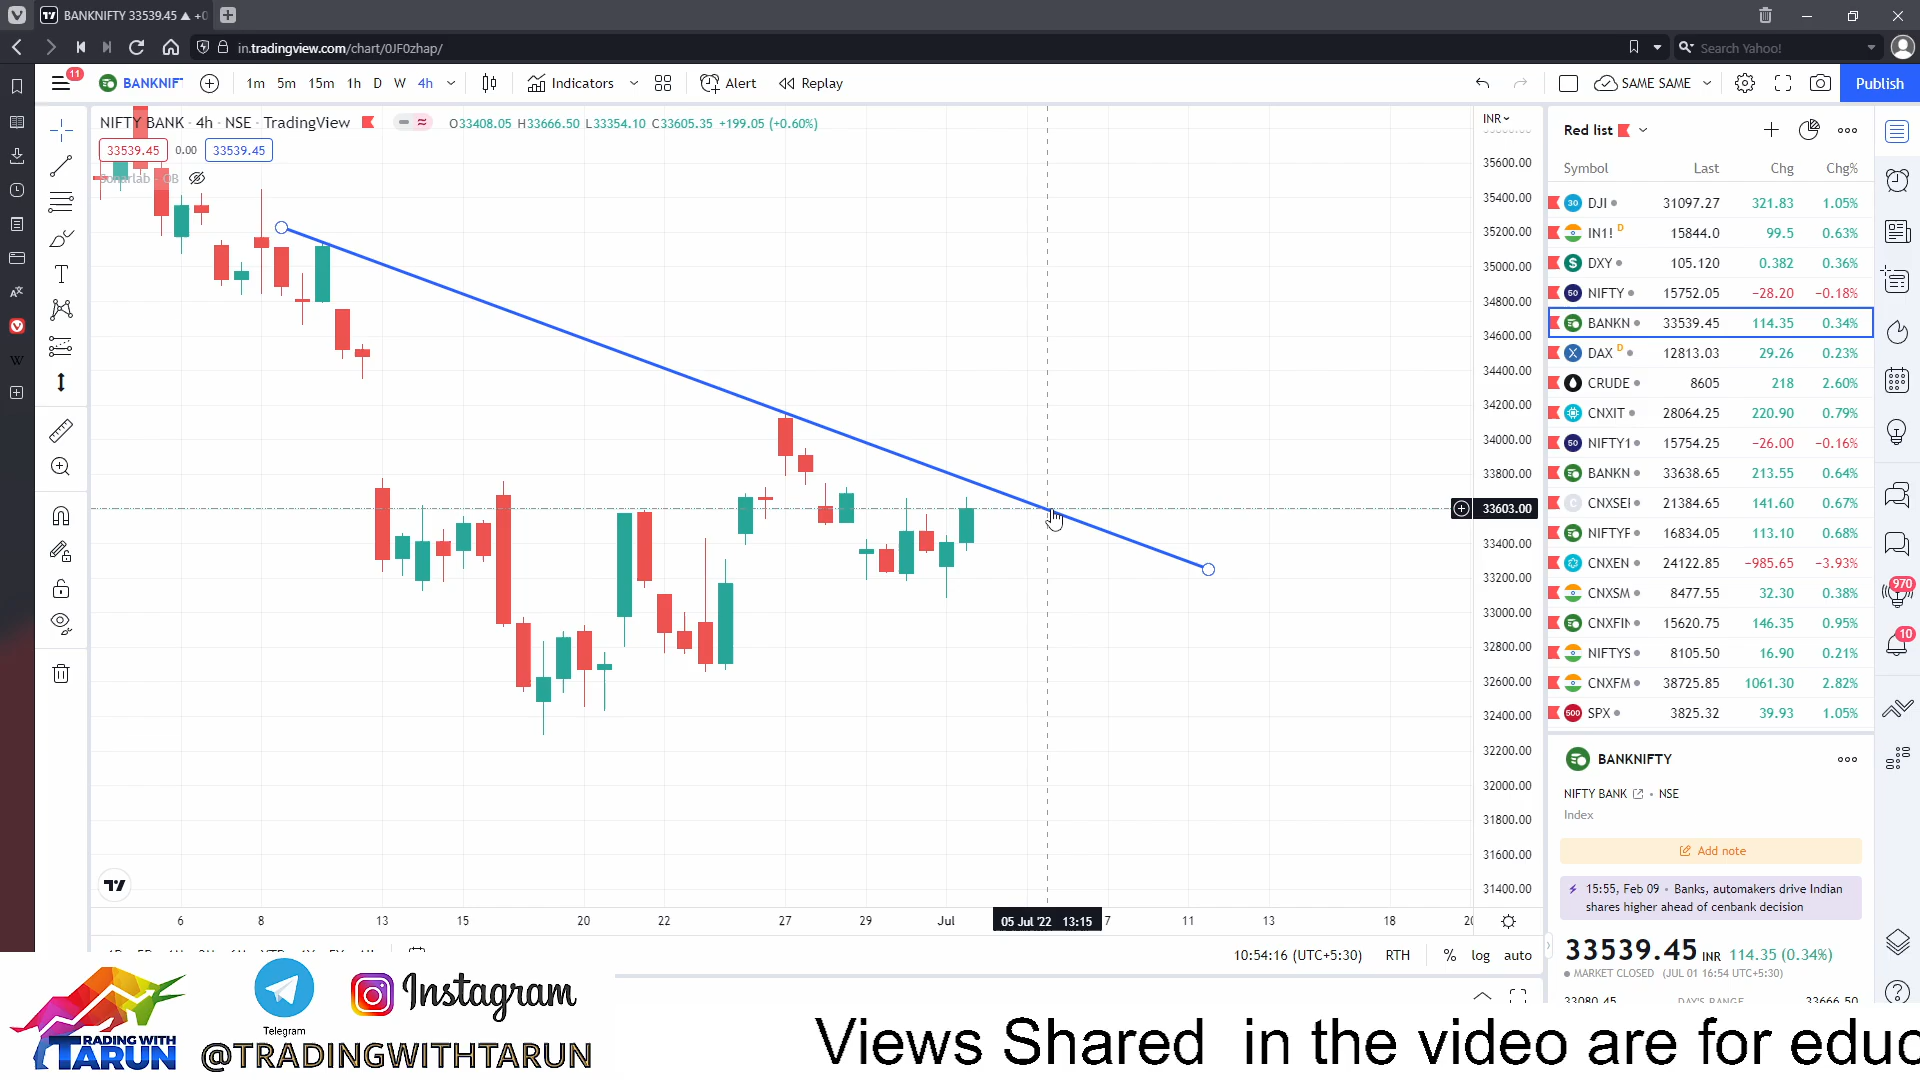 BANKNIFTY 33539.45 ▲ +0
in.tradingview.com/chart/0JF0zhap/
Search Yahoo!
11
BANKNIF
1m 5m 15m 1h D W 4h
Indicators
Alert
Replay
SAME SAME
Publish
NIFTY BANK · 4h · NSE · TradingView
O33408.05 H33666.50 L33354.10 C33605.35 +199.05 (+0.60%)
33539.45 0.00 33539.45
INR
35600.00
35400.00
35200.00
35000.00
34800.00
34600.00
34400.00
34200.00
34000.00
33800.00
33603.00
33400.00
33200.00
33000.00
32800.00
32600.00
32400.00
32200.00
32000.00
31800.00
31600.00
31400.00
6 8 13 15 20 22 27 29 Jul 05 Jul '22 13:15 7 11 13 18 20
10:54:16 (UTC+5:30) RTH % log auto
Red list
Symbol Last Chg Chg%
30 DJI 31097.27 321.83 1.05%
IN1! D 15844.0 99.5 0.63%
$ DXY 105.120 0.382 0.36%
50 NIFTY 15752.05 −28.20 −0.18%
BANKN 33539.45 114.35 0.34%
DAX D 12813.03 29.26 0.23%
CRUDE 8605 218 2.60%
CNXIT 28064.25 220.90 0.79%
50 NIFTY1 15754.25 −26.00 −0.16%
BANKN 33638.65 213.55 0.64%
CNXSEI 21384.65 141.60 0.67%
NIFTYF 16834.05 113.10 0.68%
CNXEN 24122.85 −985.65 −3.93%
CNXSM 8477.55 32.30 0.38%
CNXFIN 15620.75 146.35 0.95%
NIFTYS 8105.50 16.90 0.21%
CNXFM 38725.85 1061.30 2.82%
500 SPX 3825.32 39.93 1.05%
970
10
BANKNIFTY
NIFTY BANK • NSE
Index
Add note
15:55, Feb 09 • Banks, automakers drive Indian
shares higher ahead of cenbank decision
33539.45 INR 114.35 (0.34%)
MARKET CLOSED (JUL 01 16:54 UTC+5:30)
33080.45 DAY'S RANGE 33666.50
TRADING WITH
TARUN
Telegram
Instagram
@TRADINGWITHTARUN
Views Shared in the video are for educ